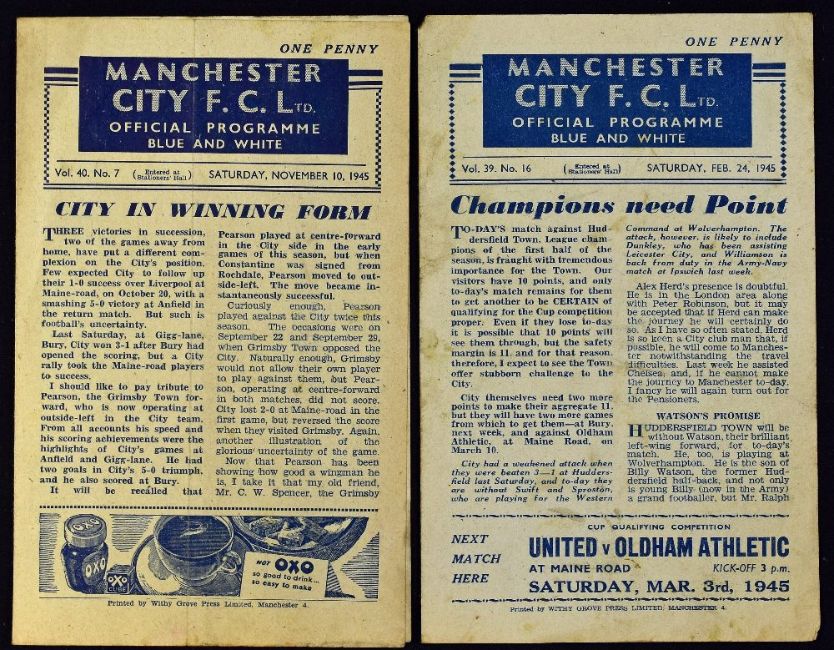 ONE PENNY
MANCHESTER
CITY F. C. LTD.
OFFICIAL PROGRAMME
BLUE AND WHITE
Vol. 40. No. 7 (Entered at Stationers' Hall) SATURDAY, NOVEMBER 10, 1945
CITY IN WINNING FORM
THREE victories in succession,
two of the games away from
home, have put a different com-
plexion on the City's position.
Few expected City to follow up
their 1-0 success over Liverpool at
Maine-road, on October 20, with a
smashing 5-0 victory at Anfield in
the return match. But such is
football's uncertainty.
Last Saturday, at Gigg-lane,
Bury, City won 3-1 after Bury had
opened the scoring, but a City
rally took the Maine-road players
to success.
I should like to pay tribute to
Pearson, the Grimsby Town for-
ward, who is now operating at
outside-left in the City team.
From all accounts his speed and
his scoring achievements were the
highlights of City's games at
Anfield and Gigg-lane. He had
two goals in City's 5-0 triumph,
and he also scored at Bury.
It will be recalled that
Pearson played at centre-forward
in the City side in the early
games of this season, but when
Constantine was signed from
Rochdale, Pearson moved to out-
side-left. The move became in-
stantaneously successful.
Curiously enough, Pearson
played against the City twice this
season. The occasions were on
September 22 and September 29,
when Grimsby Town opposed the
City. Naturally enough, Grimsby
would not allow their own player
to play against them, but Pear-
son, operating at centre-forward
in both matches, did not score.
City lost 2-0 at Maine-road in the
first game, but reversed the score
when they visited Grimsby. Again,
another illustration of the
glorious uncertainty of the game.
Now that Pearson has been
showing how good a wingman he
is, I take it that my old friend,
Mr. C. W. Spencer, the Grimsby
OXO
OXO
CUBE
HOT OXO
so good to drink...
so easy to make
Printed by Withy Grove Press Limited, Manchester 4.
ONE PENNY
MANCHESTER
CITY F. C. LTD.
OFFICIAL PROGRAMME
BLUE AND WHITE
Vol. 39. No. 16 (Entered at Stationers' Hall) SATURDAY, FEB. 24, 1945
Champions need Point
TO-DAY'S match against Hud-
dersfield Town, League cham-
pions of the first half of the
season, is fraught with tremendous
importance for the Town. Our
visitors have 10 points, and only
to-day's match remains for them
to get another to be CERTAIN of
qualifying for the Cup competition
proper. Even if they lose to-day
it is possible that 10 points will
see them through, but the safety
margin is 11, and for that reason,
therefore, I expect to see the Town
offer stubborn challenge to the
City.
City themselves need two more
points to make their aggregate 11,
but they will have two more games
from which to get them—at Bury,
next week, and against Oldham
Athletic, at Maine Road, on
March 10.
City had a weakened attack when
they were beaten 3—1 at Hudders-
field last Saturday, and to-day they
are without Swift and Sproston,
who are playing for the Western
Command at Wolverhampton. The
attack, however, is likely to include
Dunkley, who has been assisting
Leicester City, and Williamson is
back from duty in the Army-Navy
match at Ipswich last week.
Alex Herd's presence is doubtful.
He is in the London area along
with Peter Robinson, but it may
be accepted that if Herd can make
the journey he will certainly do
so. As I have so often stated, Herd
is so keen a City club man that, if
possible, he will come to Manches-
ter notwithstanding the travel
difficulties. Last week he assisted
Chelsea, and, if he cannot make
the journey to Manchester to-day,
I fancy he will again turn out for
the Pensioners.
WATSON'S PROMISE
HUDDERSFIELD TOWN will be
without Watson, their brilliant
left-wing forward, for to-day's
match. He, too, is playing at
Wolverhampton. He is the son of
Billy Watson, the former Hud-
dersfield half-back, and not only
is young Billy (now in the Army)
a grand footballer, but Mr. Ralph
NEXT
MATCH
HERE
CUP QUALIFYING COMPETITION
UNITED v OLDHAM ATHLETIC
AT MAINE ROAD KICK-OFF 3 p.m.
SATURDAY, MAR. 3rd, 1945
Printed by WITHY GROVE PRESS LIMITED, MANCHESTER 4.